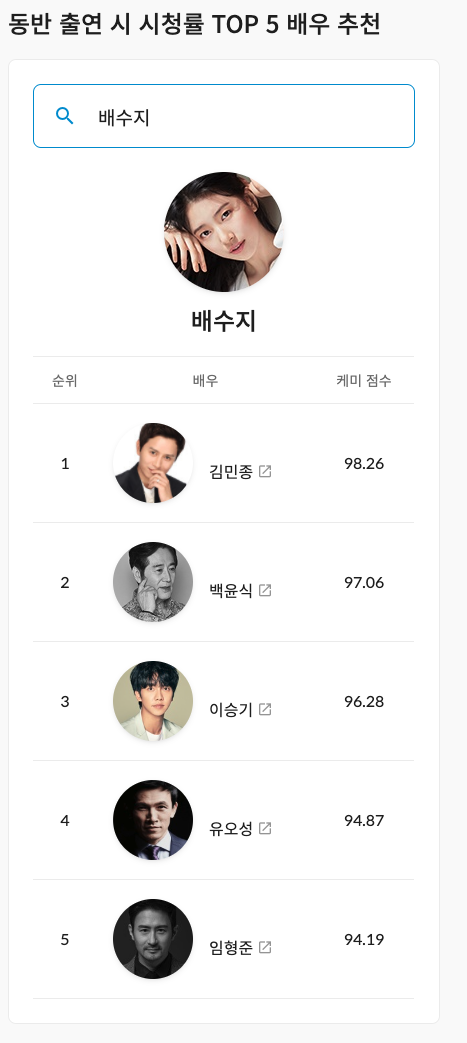 동반 출연 시 시청률 TOP 5 배우 추천
배수지
배수지
순위 배우 케미 점수
1 김민종 98.26
2 백윤식 97.06
3 이승기 96.28
4 유오성 94.87
5 임형준 94.19